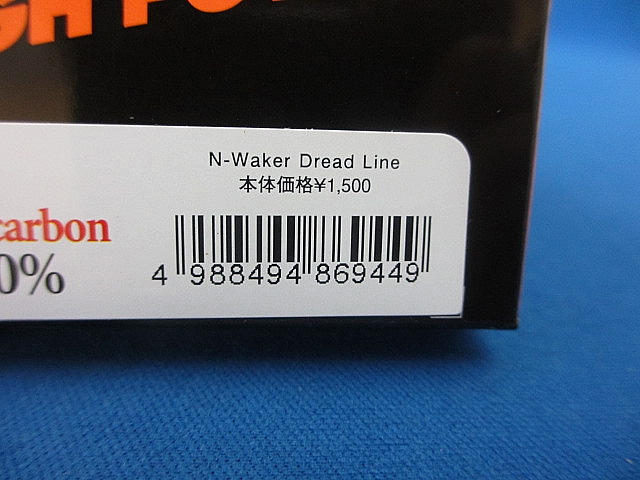 N-Waker Dread Line
本体価格¥1,500
carbon
0%
4 988494 869449